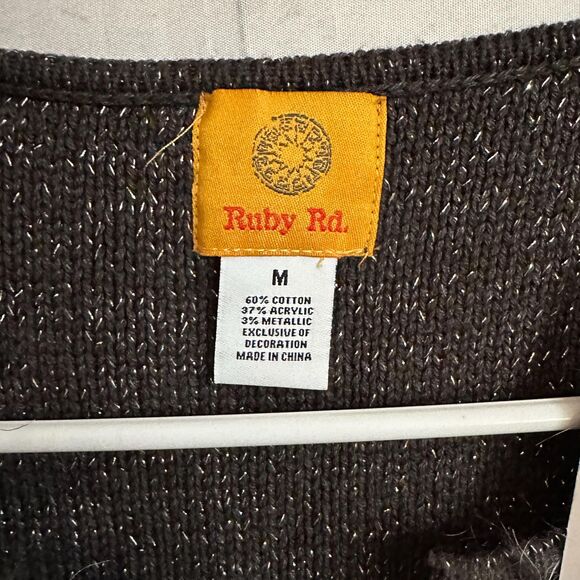 Ruby Rd.
M
60% COTTON
37% ACRYLIC
3% METALLIC
EXCLUSIVE OF
DECORATION
MADE IN CHINA